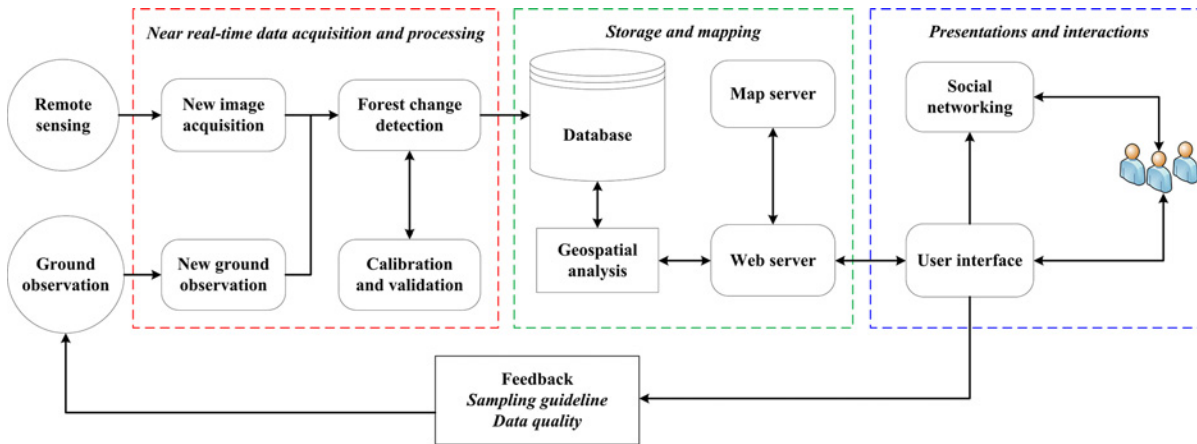 Near real-time data acquisition and processing
Storage and mapping
Presentations and interactions
Remote
sensing
New image
acquisition
Forest change
detection
Database
Map server
Social
networking
Ground
observation
New ground
observation
Calibration
and validation
Geospatial
analysis
Web server
User interface
Feedback
Sampling guideline
Data quality